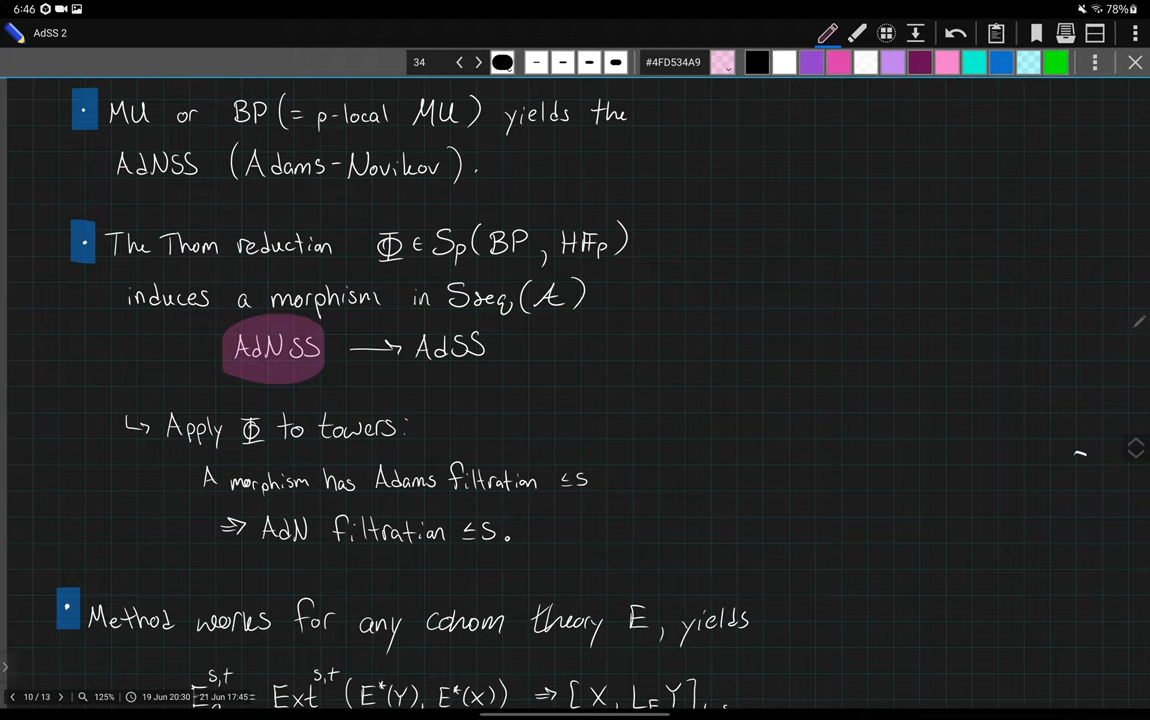 6:46 78%
AdSS 2
34 #4FD534A9
MU or BP (= p-local MU) yields the
AdNSS (Adams-Novikov).
The Thom reduction Φ ∈ Sp(BP, HFp)
induces a morphism in Sseq(A)
AdNSS → AdSS
↳ Apply Φ to towers:
A morphism has Adams filtration ≤s
⇒ AdN filtration ≤s.
Method works for any cohom theory E, yields
s,t s,t
E Ext (E*(Y), E*(X)) ⇒ [X, L_E Y]
10 / 13 125% 19 Jun 20:30 21 Jun 17:45